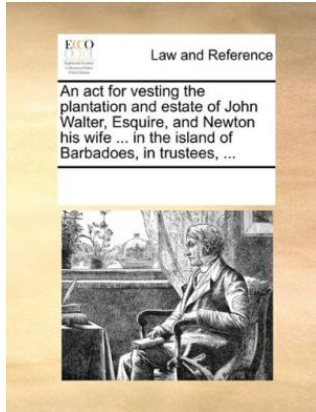 ECCO
Law and Reference
An act for vesting the
plantation and estate of John
Walter, Esquire, and Newton
his wife ... in the island of
Barbadoes, in trustees, ...